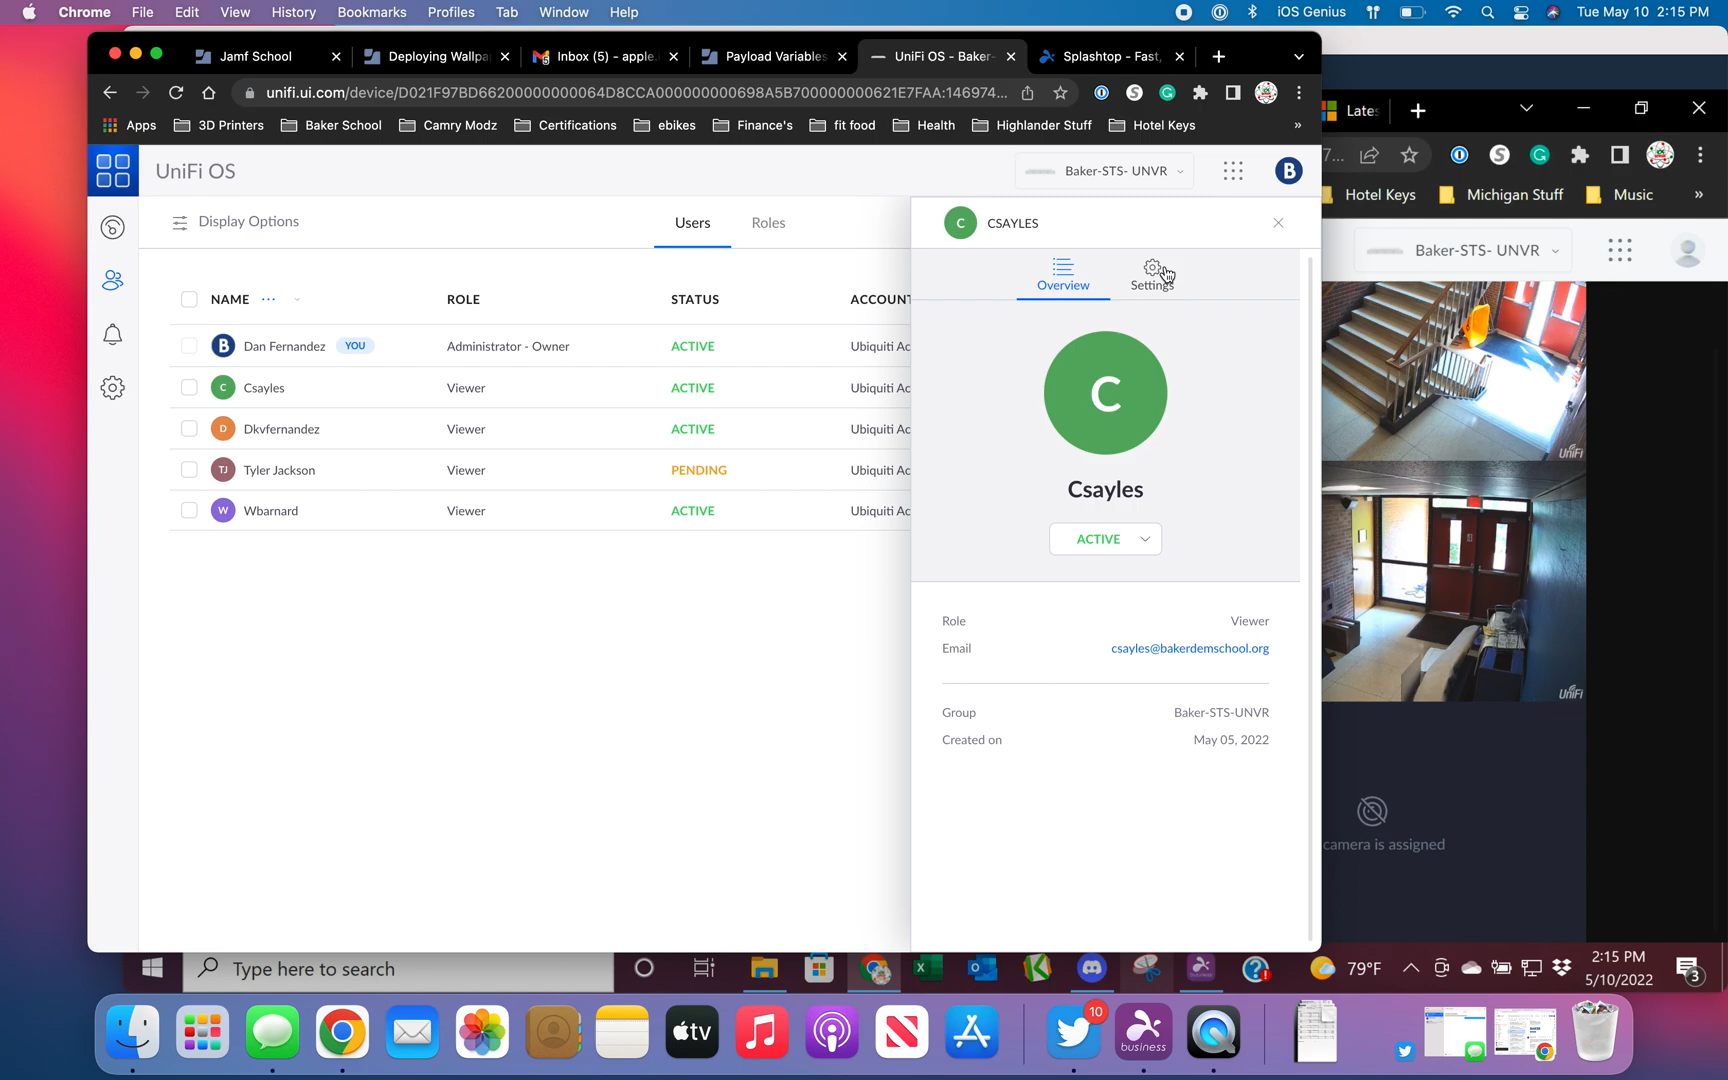 Chrome File Edit View History Bookmarks Profiles Tab Window Help iOS Genius Tue May 10 2:15 PM
Jamf School Deploying Wallpa Inbox (5) - apple. Payload Variables UniFi OS - Baker- Splashtop - Fast,
unifi.ui.com/device/D021F97BD66200000000064D8CCA000000000698A5B700000000621E7FAA:146974...
Apps 3D Printers Baker School Camry Modz Certifications ebikes Finance's fit food Health Highlander Stuff Hotel Keys »
Lates
7...
Hotel Keys Michigan Stuff Music »
UniFi OS Baker-STS- UNVR B
Baker-STS- UNVR
Display Options Users Roles
C CSAYLES
Overview Settings
NAME ... ROLE STATUS ACCOUNT
B Dan Fernandez YOU Administrator - Owner ACTIVE Ubiquiti Ac
C Csayles Viewer ACTIVE Ubiquiti Ac
D Dkvfernandez Viewer ACTIVE Ubiquiti Ac
TJ Tyler Jackson Viewer PENDING Ubiquiti Ac
W Wbarnard Viewer ACTIVE Ubiquiti Ac
C
Csayles
ACTIVE
Role Viewer
Email csayles@bakerdemschool.org
Group Baker-STS-UNVR
Created on May 05, 2022
UniFi
UniFi
camera is assigned
Type here to search 79°F 2:15 PM
5/10/2022
3
tv
10
business